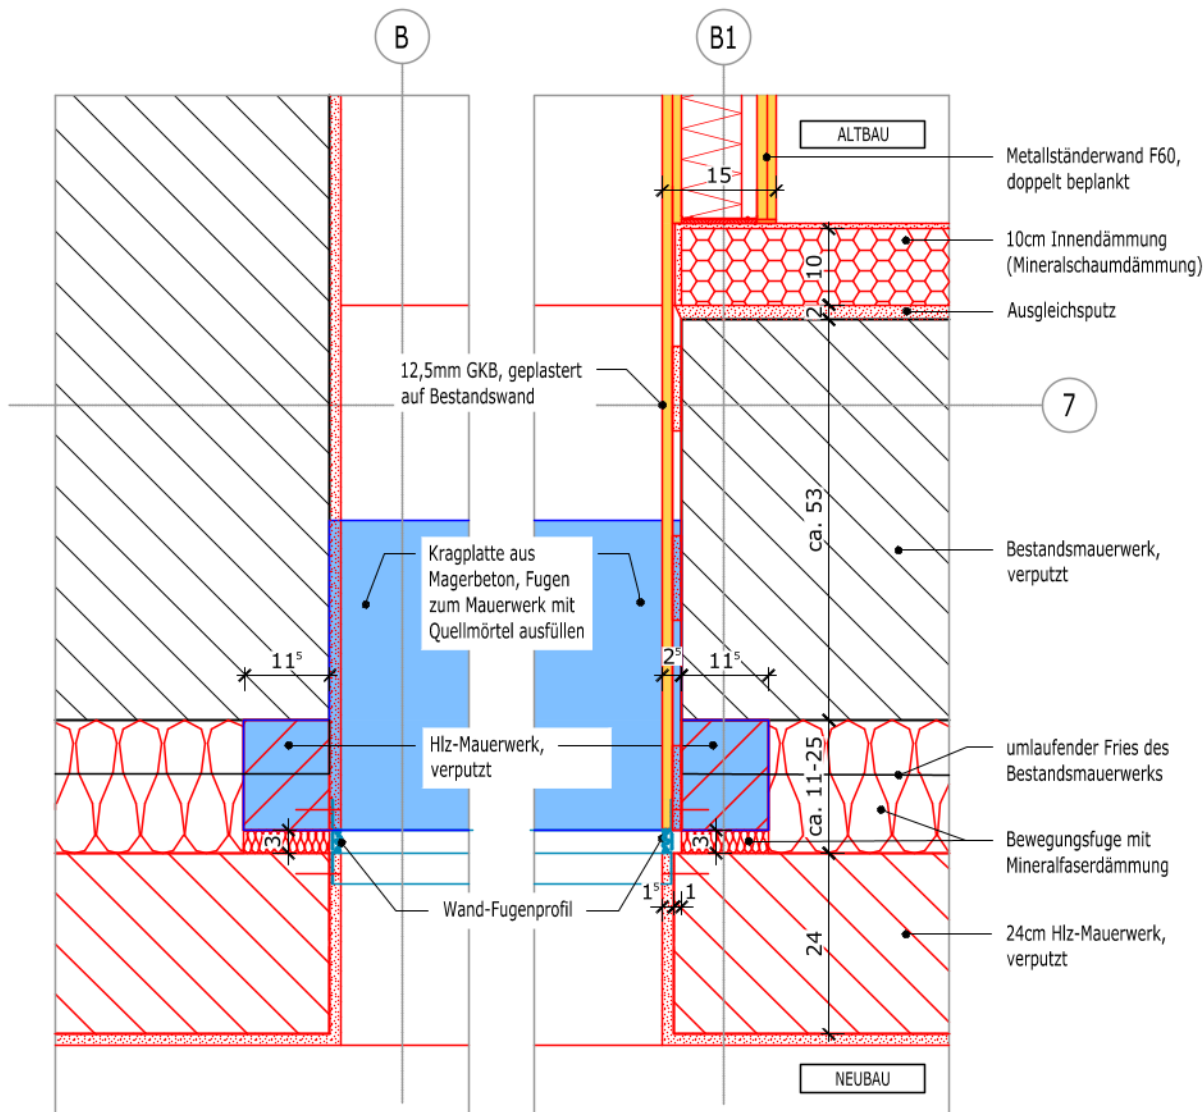 B
B1
ALTBAU
Metallständerwand F60,
doppelt beplankt
15
10cm Innendämmung
(Mineralschaumdämmung)
10
Ausgleichsputz
2
12,5mm GKB, geplastert
auf Bestandswand
7
ca. 53
Kragplatte aus
Magerbeton, Fugen
zum Mauerwerk mit
Quellmörtel ausfüllen
Bestandsmauerwerk,
verputzt
11⁵
2⁵
11⁵
Hlz-Mauerwerk,
verputzt
ca. 11-25
umlaufender Fries des
Bestandsmauerwerks
3
3
Bewegungsfuge mit
Mineralfaserdämmung
1⁵
1
Wand-Fugenprofil
24
24cm Hlz-Mauerwerk,
verputzt
NEUBAU